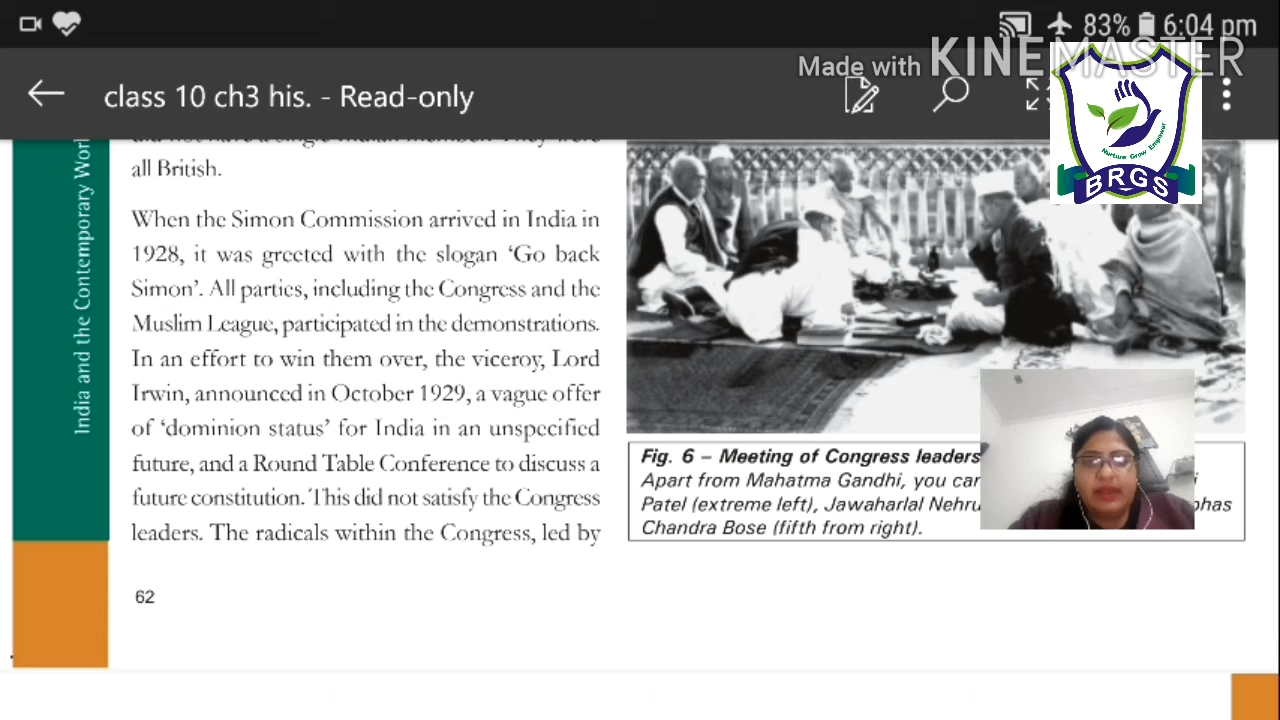 83% 6:04 pm
Made with KINEMASTER
class 10 ch3 his. - Read-only
Nurture Grow Empower
BRGS
India and the Contemporary
all British.
When the Simon Commission arrived in India in
1928, it was greeted with the slogan ‘Go back
Simon’. All parties, including the Congress and the
Muslim League, participated in the demonstrations.
In an effort to win them over, the viceroy, Lord
Irwin, announced in October 1929, a vague offer
of ‘dominion status’ for India in an unspecified
future, and a Round Table Conference to discuss a
future constitution. This did not satisfy the Congress
leaders. The radicals within the Congress, led by
62
Fig. 6 – Meeting of Congress leaders
Apart from Mahatma Gandhi, you can
Patel (extreme left), Jawaharlal Nehru
Chandra Bose (fifth from right).